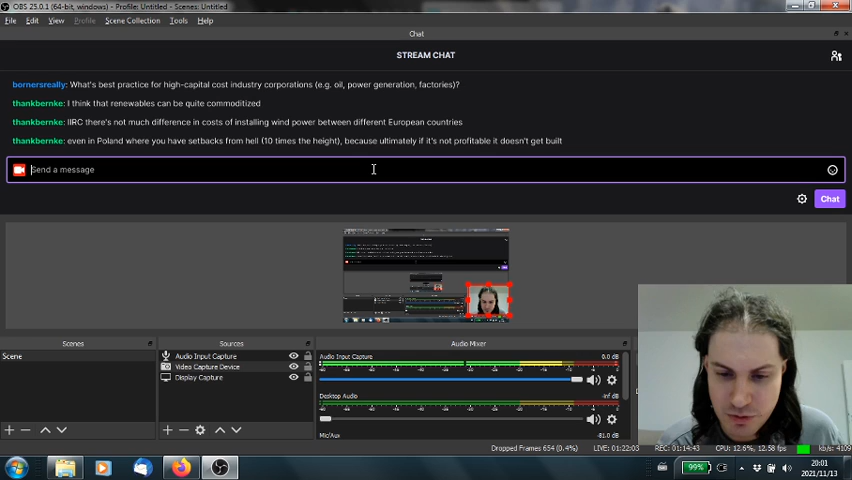 OBS 25.0.1 (64-bit, windows) - Profile: Untitled - Scenes: Untitled
File Edit View Profile Scene Collection Tools Help
Chat
STREAM CHAT
bornersreally: What's best practice for high-capital cost industry corporations (e.g. oil, power generation, factories)?
thankbernke: I think that renewables can be quite commoditized
thankbernke: IIRC there's not much difference in costs of installing wind power between different European countries
thankbernke: even in Poland where you have setbacks from hell (10 times the height), because ultimately if it's not profitable it doesn't get built
Send a message
Chat
Scenes Sources Audio Mixer
Scene
Audio Input Capture
Video Capture Device
Display Capture
Audio Input Capture 0.0 dB
Desktop Audio -inf dB
Mic/Aux -81.0 dB
Dropped Frames 654 (0.4%) LIVE: 01:22:03 REC: 01:14:43 CPU: 12.6%, 12.58 fps kb/s: 4109
99%
20:01
2021/11/13